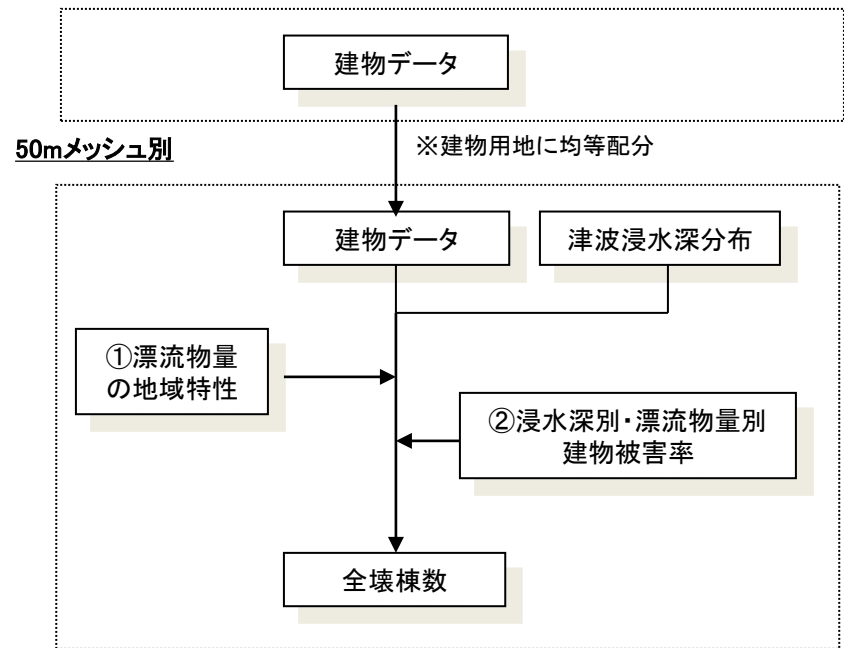 建物データ
50mメッシュ別
※建物用地に均等配分
建物データ
津波浸水深分布
①漂流物量
の地域特性
②浸水深別・漂流物量別
建物被害率
全壊棟数